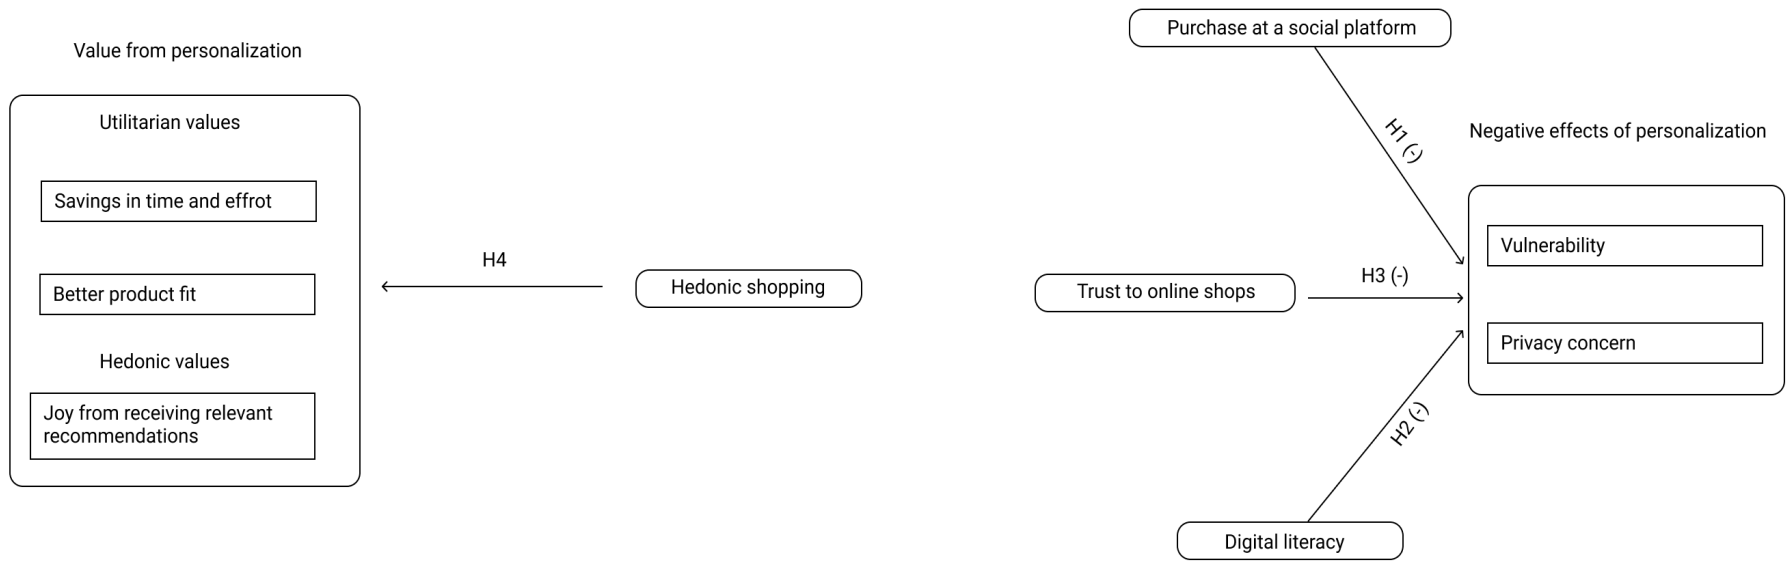 Value from personalization
Utilitarian values
Savings in time and effrot
Better product fit
Hedonic values
Joy from receiving relevant
recommendations
H4
Hedonic shopping
Purchase at a social platform
H1 (-)
Trust to online shops
H3 (-)
H2 (-)
Digital literacy
Negative effects of personalization
Vulnerability
Privacy concern